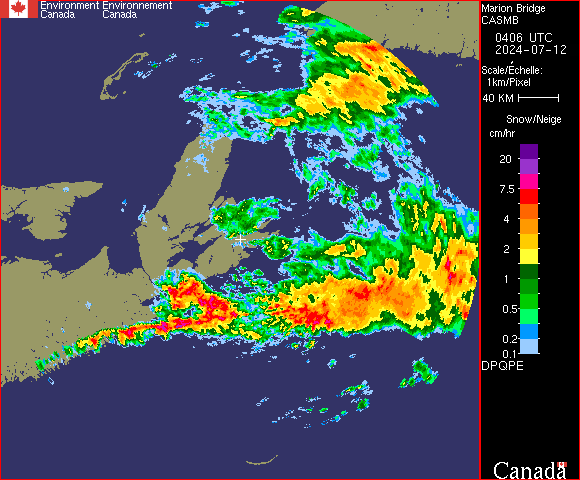 Environment Environnement
Canada Canada
Marion Bridge
CASMB
0406 UTC
2024-07-12
Scale/Échelle:
1km/Pixel
40 KM
Snow/Neige
cm/hr
20
7.5
4
2
1
0.5
0.2
0.1
DPQPE
Canada